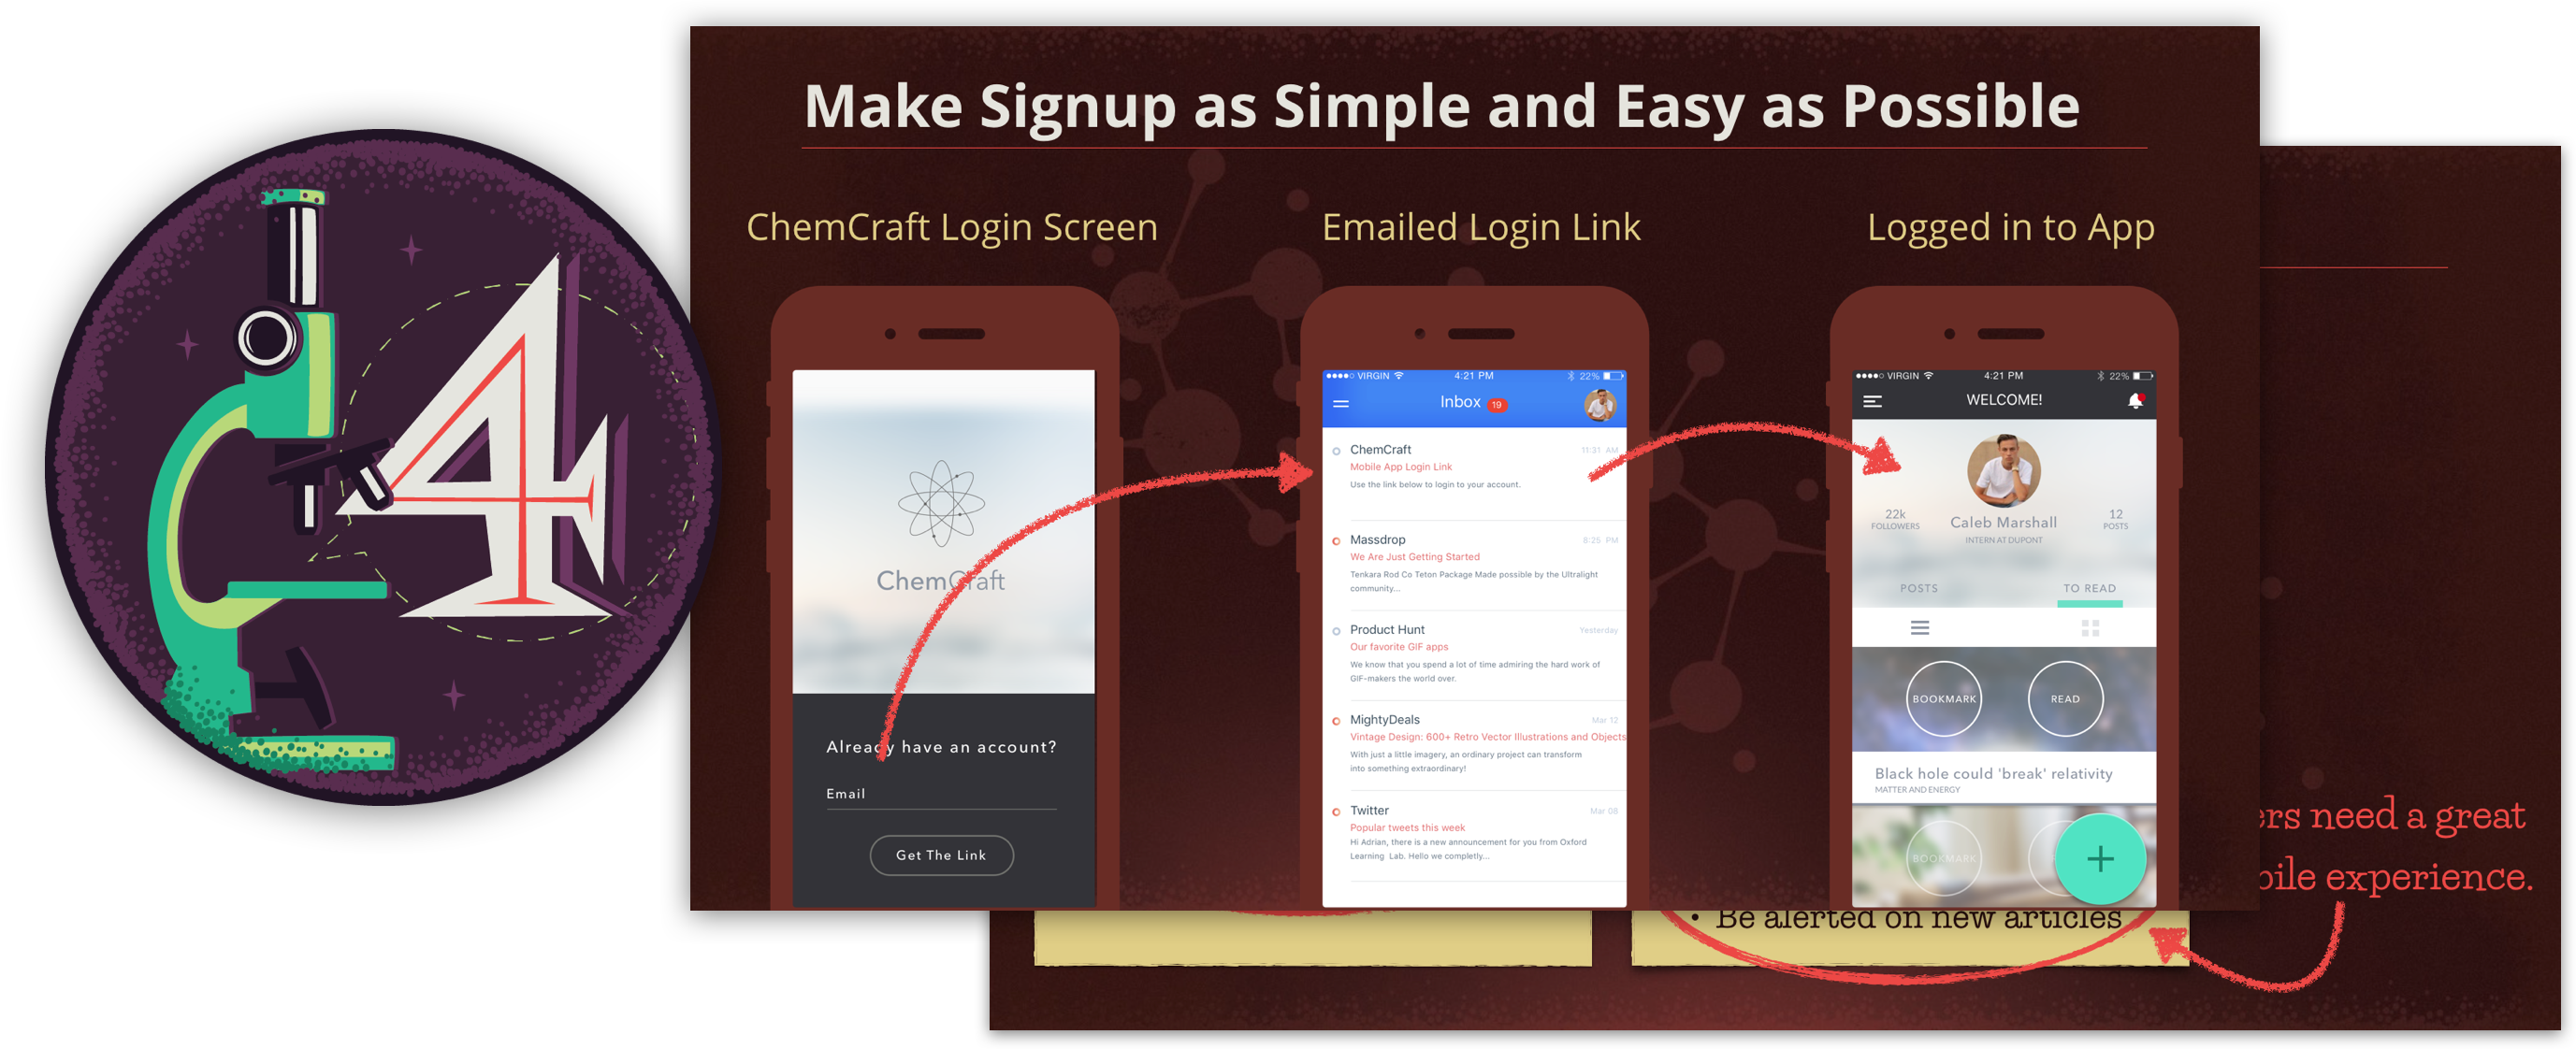 4
Make Signup as Simple and Easy as Possible
ChemCraft Login Screen
Emailed Login Link
Logged in to App
ChemCraft
Already have an account?
Email
Get The Link
VIRGIN
4:21 PM
22%
Inbox 19
ChemCraft
11:31 AM
Mobile App Login Link
Use the link below to login to your account.
Massdrop
8:25 PM
We Are Just Getting Started
Tenkara Rod Co Teton Package Made possible by the Ultralight
community...
Product Hunt
Yesterday
Our favorite GIF apps
We know that you spend a lot of time admiring the hard work of
GIF-makers the world over.
MightyDeals
Mar 12
Vintage Design: 600+ Retro Vector Illustrations and Objects
With just a little imagery, an ordinary project can transform
into something extraordinary!
Twitter
Mar 08
Popular tweets this week
Hi Adrian, there is a new announcement for you from Oxford
Learning Lab. Hello we completly...
VIRGIN
4:21 PM
22%
WELCOME!
22k
FOLLOWERS
Caleb Marshall
INTERN AT DUPONT
12
POSTS
POSTS
TO READ
BOOKMARK
READ
Black hole could 'break' relativity
MATTER AND ENERGY
BOOKMARK
+
ers need a great
bile experience.
• Be alerted on new articles